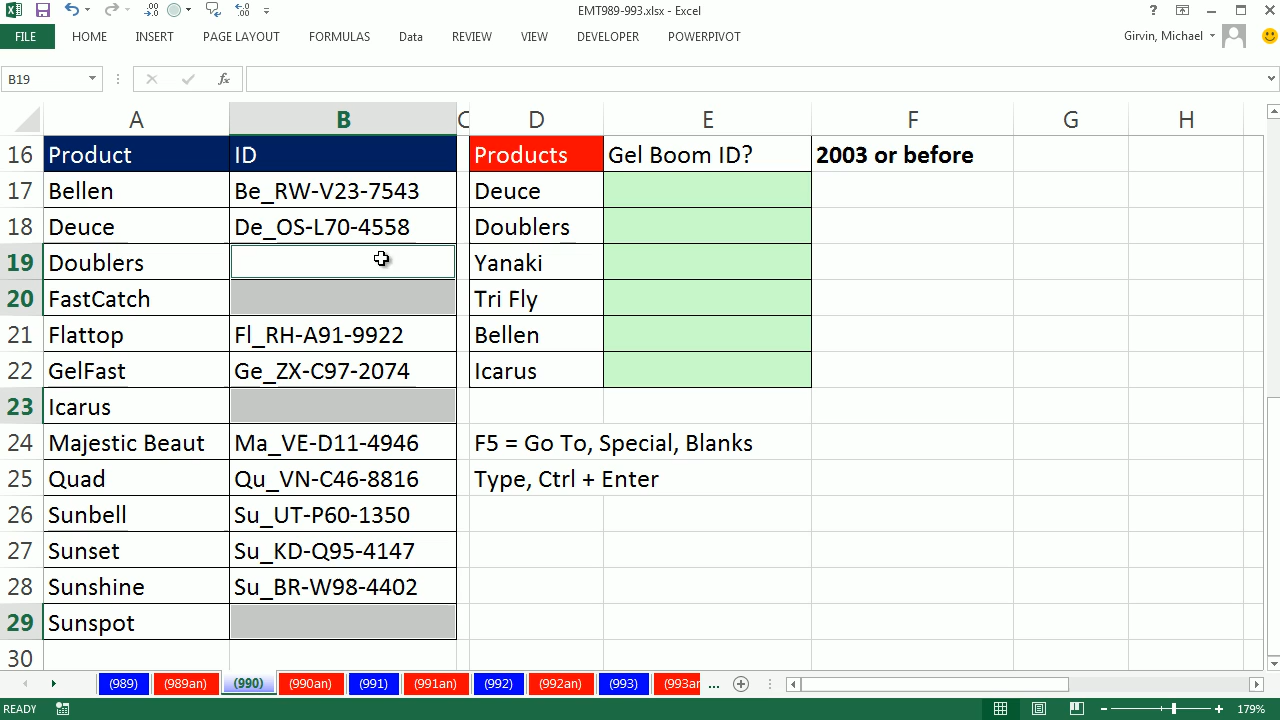 EMT989-993.xlsx - Excel
?
FILE HOME INSERT PAGE LAYOUT FORMULAS Data REVIEW VIEW DEVELOPER POWERPIVOT Girvin, Michael
B19 fx
A B C D E F G H
16 Product ID Products Gel Boom ID? 2003 or before
17 Bellen Be_RW-V23-7543 Deuce
18 Deuce De_OS-L70-4558 Doublers
19 Doublers Yanaki
20 FastCatch Tri Fly
21 Flattop Fl_RH-A91-9922 Bellen
22 GelFast Ge_ZX-C97-2074 Icarus
23 Icarus
24 Majestic Beaut Ma_VE-D11-4946 F5 = Go To, Special, Blanks
25 Quad Qu_VN-C46-8816 Type, Ctrl + Enter
26 Sunbell Su_UT-P60-1350
27 Sunset Su_KD-Q95-4147
28 Sunshine Su_BR-W98-4402
29 Sunspot
30
(989) (989an) (990) (990an) (991) (991an) (992) (992an) (993) (993an ...
READY 179%